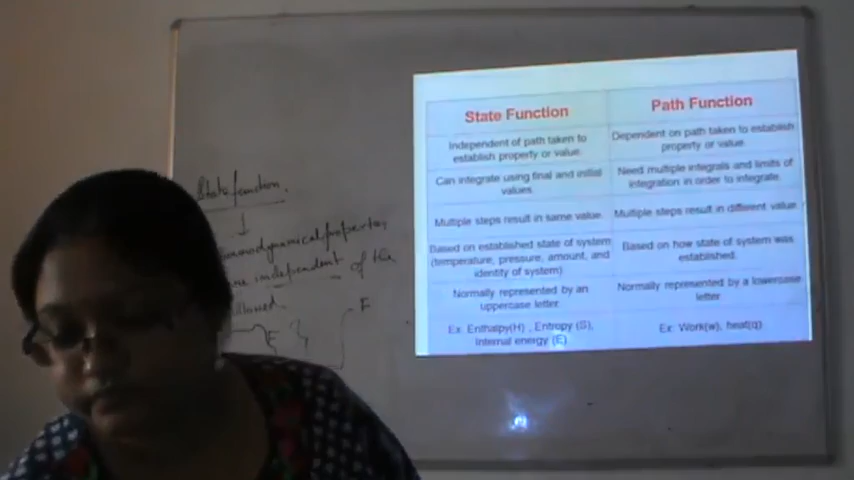 State function.
thermodynamical properties
independent of the
E
F
State Function
Path Function
Independent of path taken to
establish property or value.
Dependent on path taken to establish
property or value.
Can integrate using final and initial
values.
Need multiple integrals and limits of
integration in order to integrate.
Multiple steps result in same value.
Multiple steps result in different value
Based on established state of system
(temperature, pressure, amount, and
identity of system)
Based on how state of system was
established.
Normally represented by an
uppercase letter
Normally represented by a lowercase
letter
Ex: Enthalpy(H) , Entropy (S),
Internal energy (E)
Ex: Work(w), heat(q)